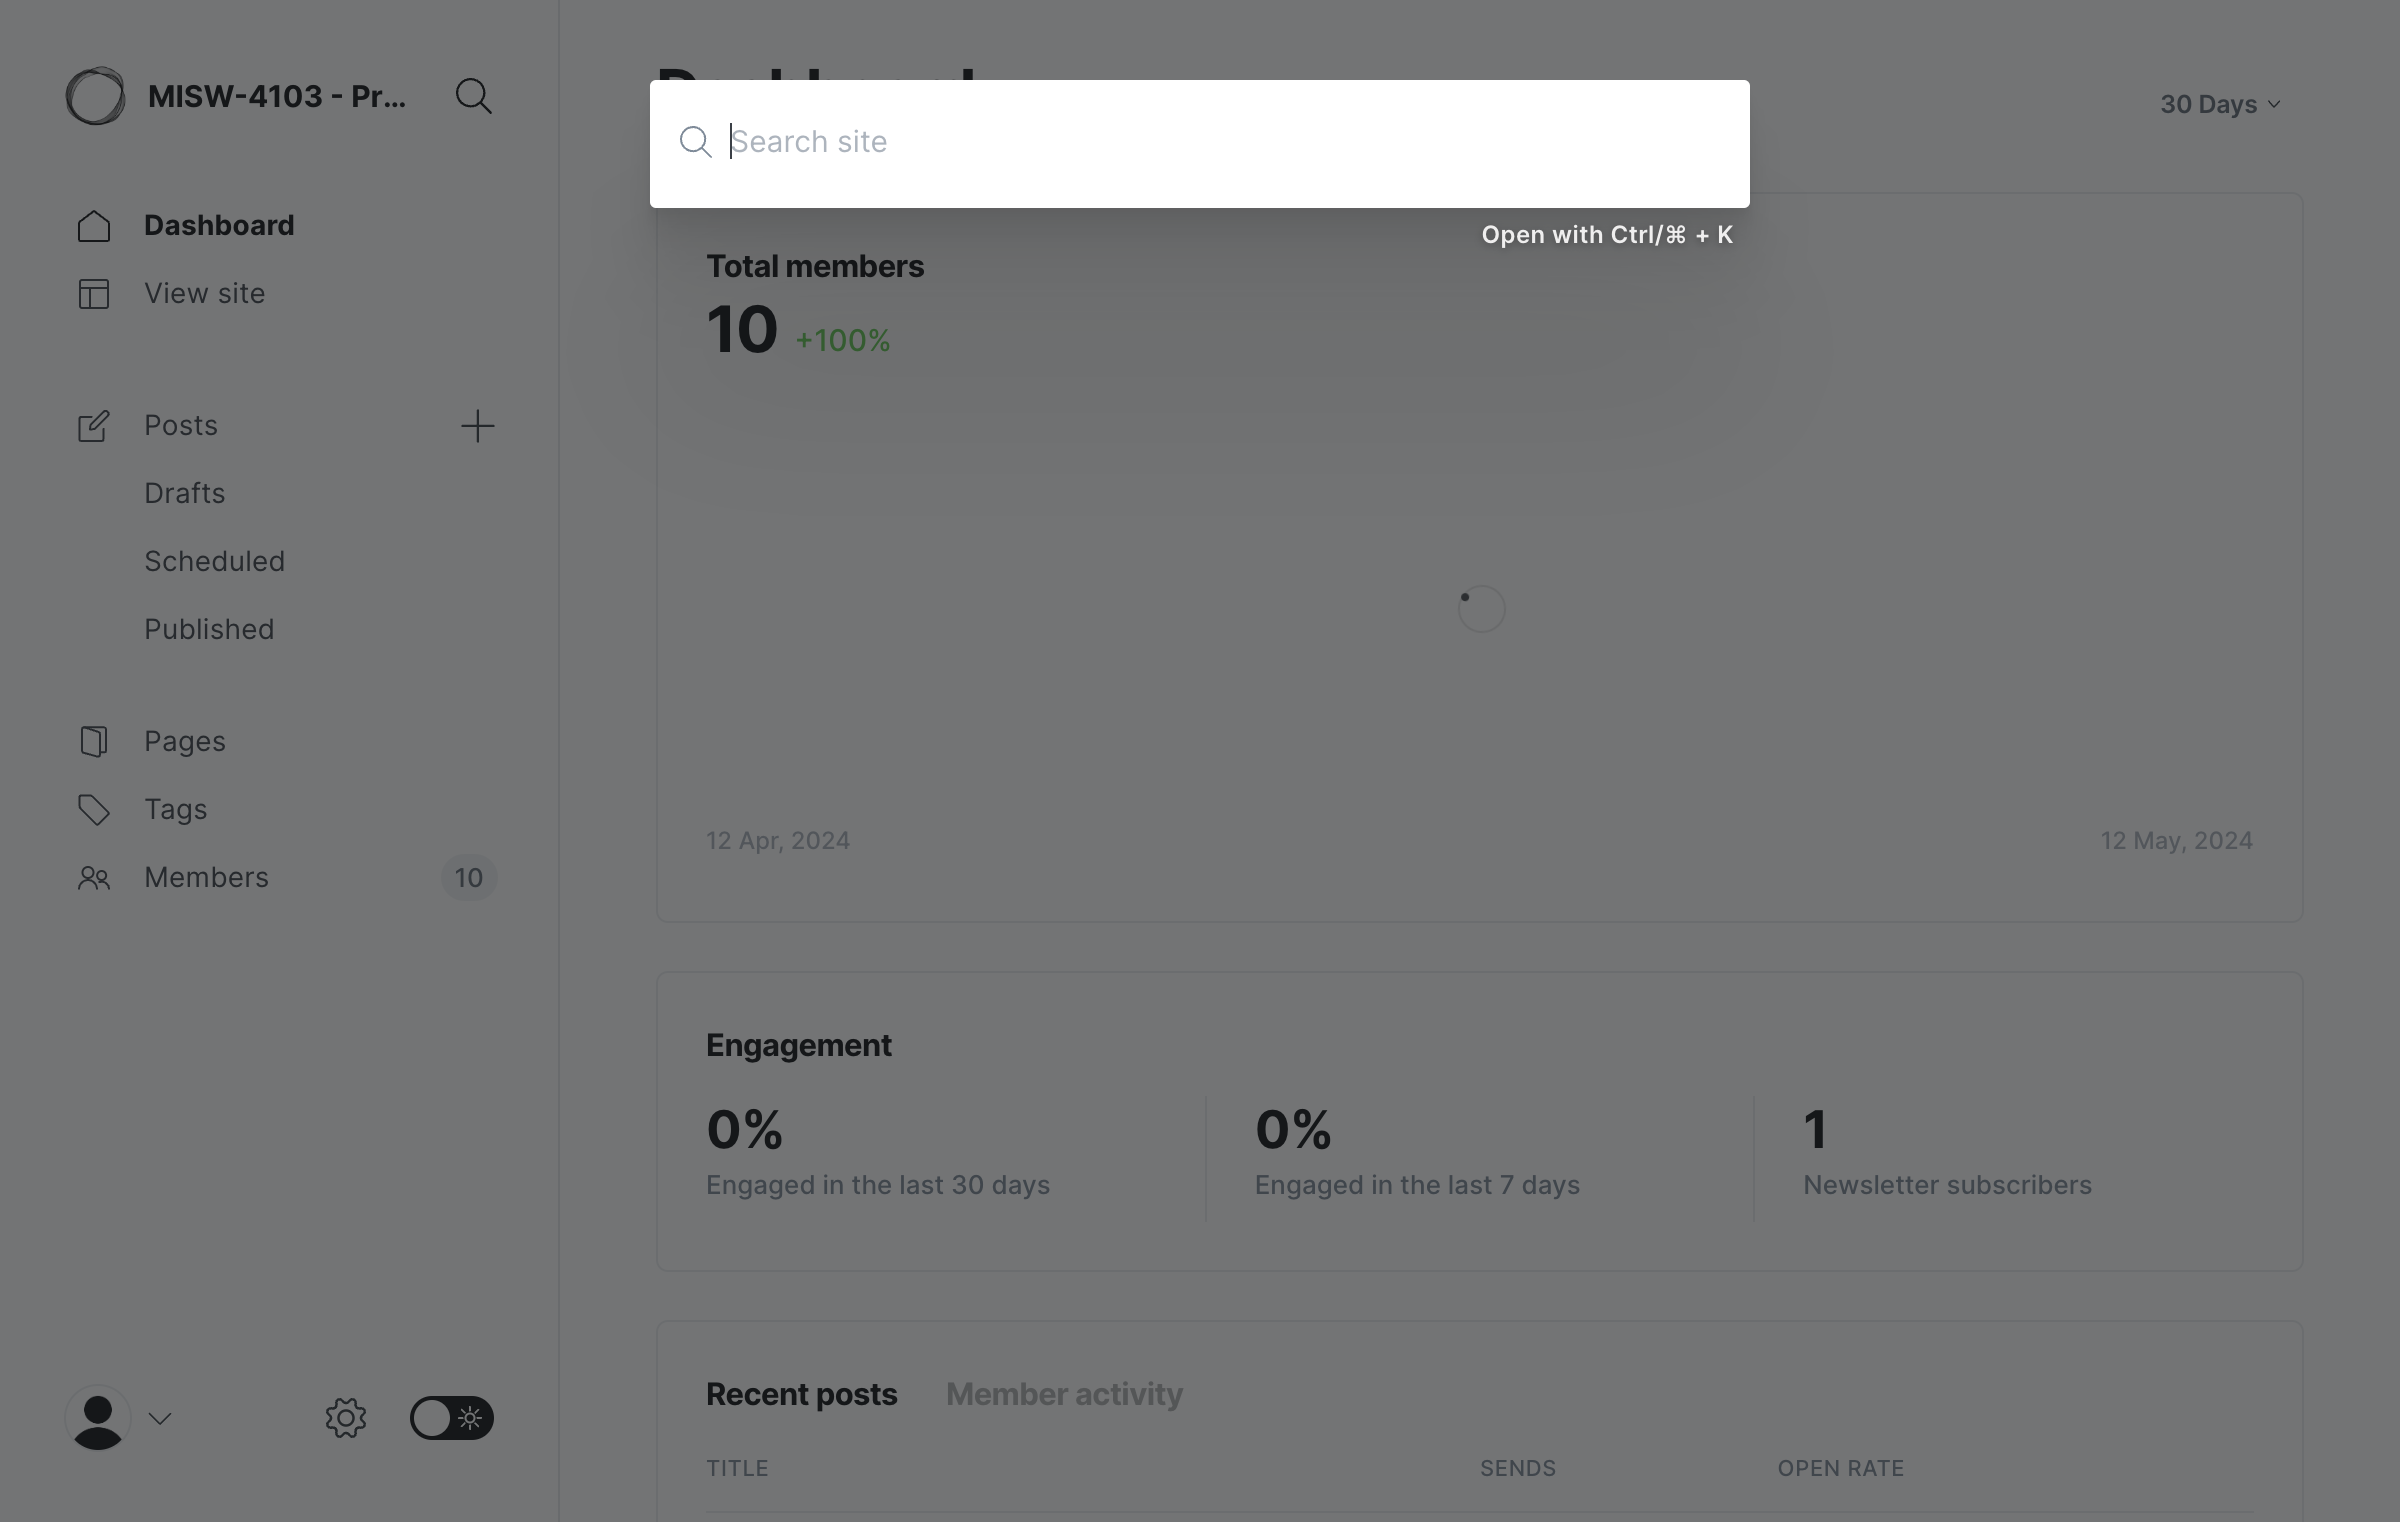 MISW-4103 - Pr...
Dashboard
View site
Posts
Drafts
Scheduled
Published
Pages
Tags
Members 10
30 Days
Search site
Open with Ctrl/⌘ + K
Total members
10 +100%
12 Apr, 2024 12 May, 2024
Engagement
0% 0% 1
Engaged in the last 30 days Engaged in the last 7 days Newsletter subscribers
Recent posts Member activity
TITLE SENDS OPEN RATE